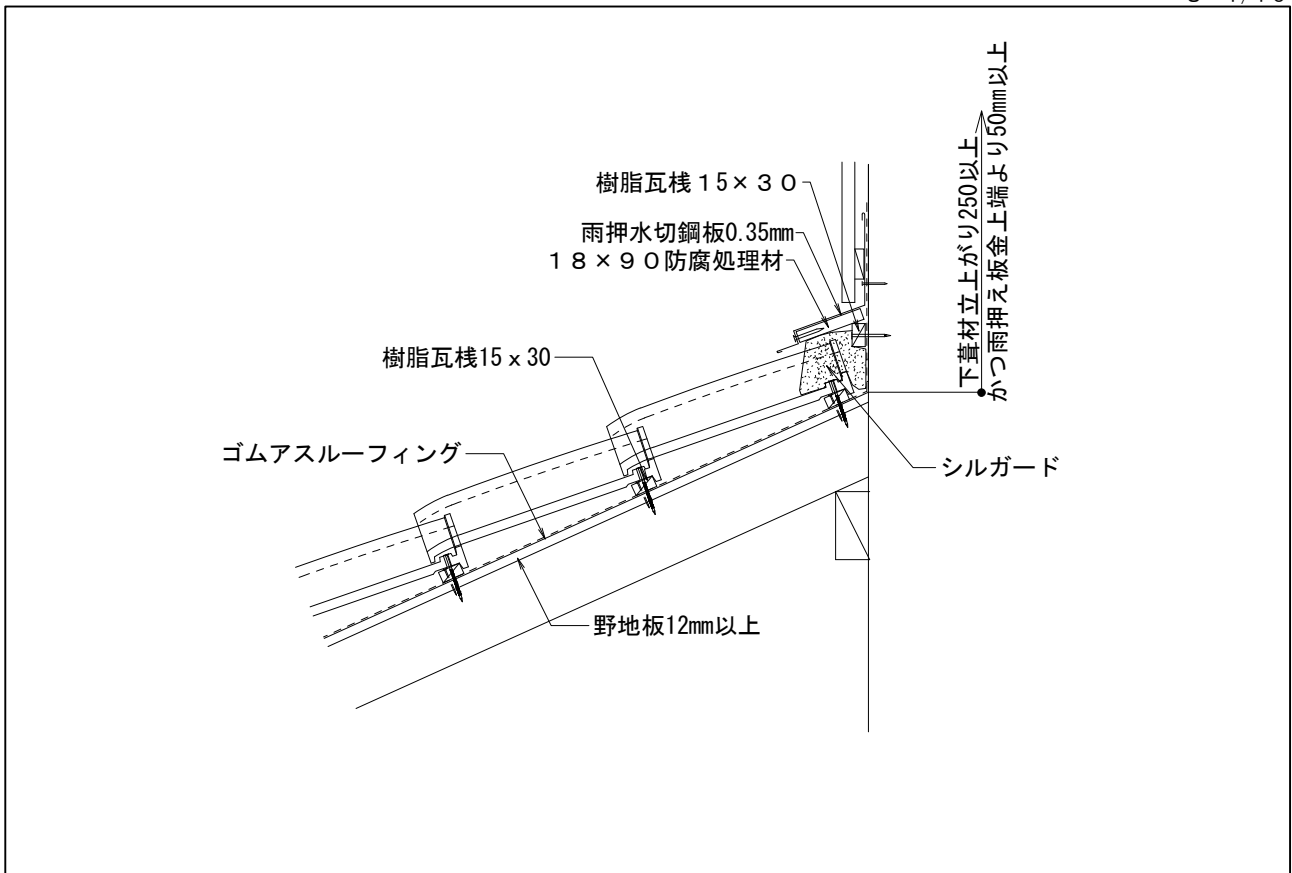 下葺材立上がり250以上
かつ雨押え板金上端より50mm以上
樹脂瓦桟15×30
雨押水切鋼板0.35mm
18×90防腐処理材
樹脂瓦桟15x30
ゴムアスルーフィング
シルガード
野地板12mm以上